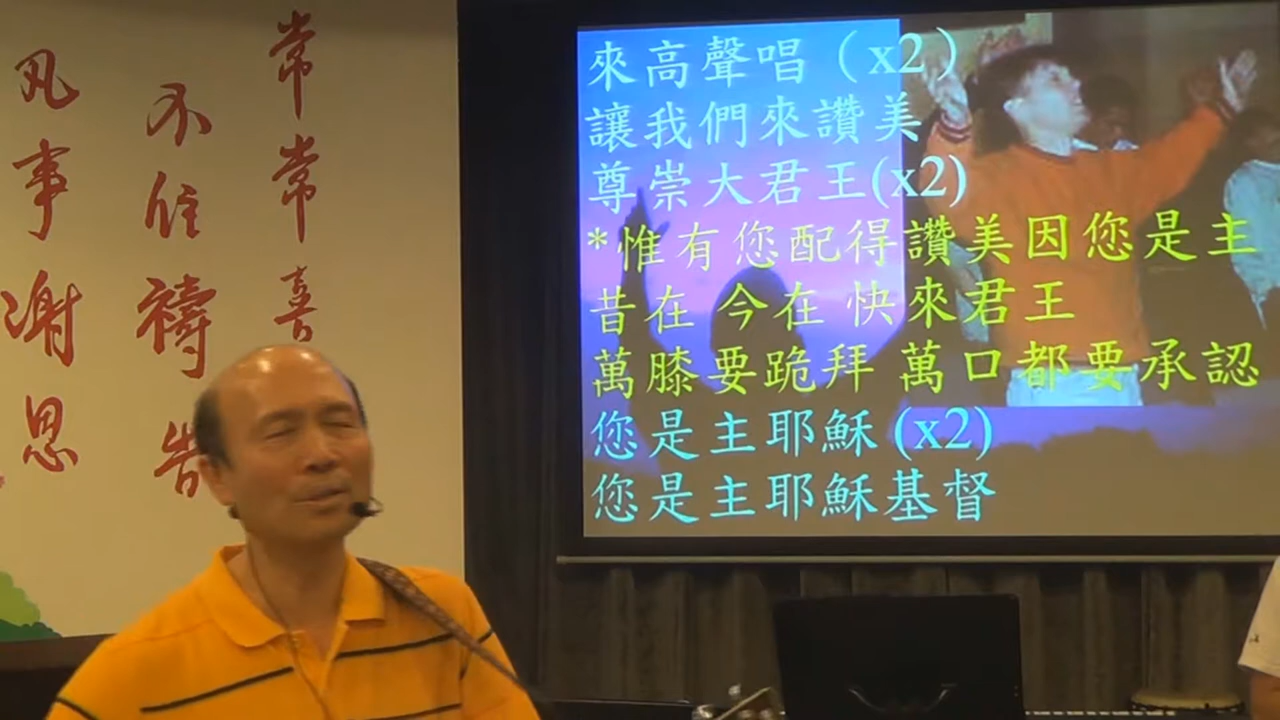 常常喜
不住禱告
凡事謝恩
來高聲唱（x2）
讓我們來讚美
尊崇大君王(x2)
*惟有您配得讚美因您是主
昔在 今在 快來君王
萬膝要跪拜 萬口都要承認
您是主耶穌 (x2)
您是主耶穌基督